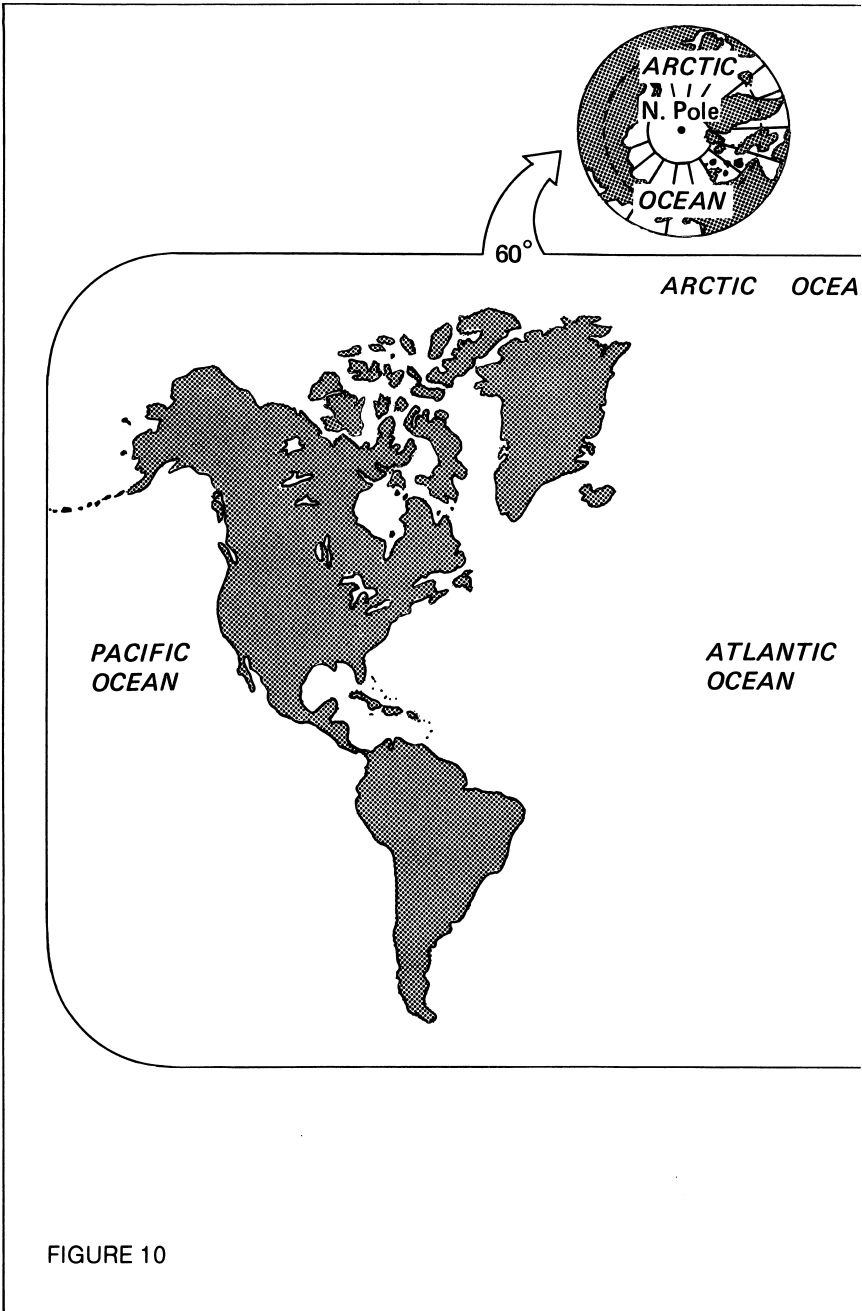 ARCTIC
N. Pole
OCEAN
60°
ARCTIC OCEA
PACIFIC
OCEAN
ATLANTIC
OCEAN
FIGURE 10